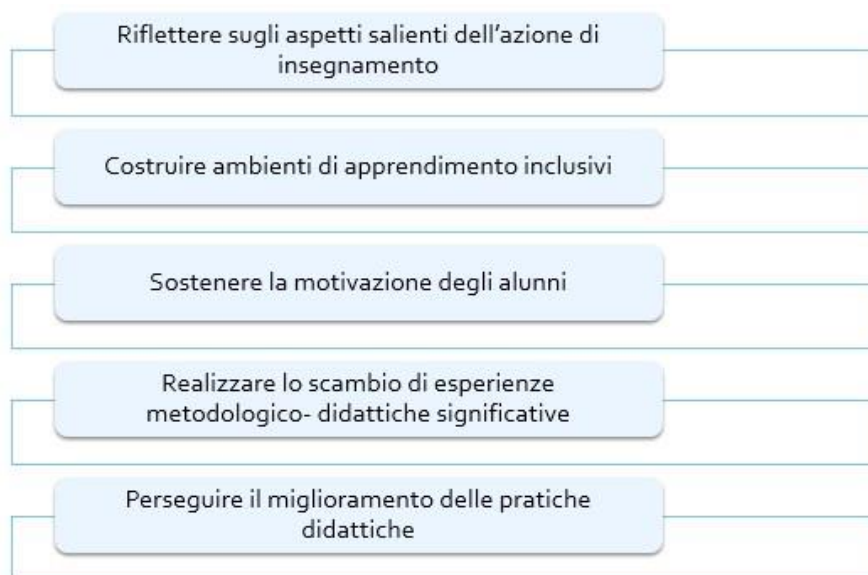 Riflettere sugli aspetti salienti dell'azione di
insegnamento
Costruire ambienti di apprendimento inclusivi
Sostenere la motivazione degli alunni
Realizzare lo scambio di esperienze
metodologico- didattiche significative
Perseguire il miglioramento delle pratiche
didattiche